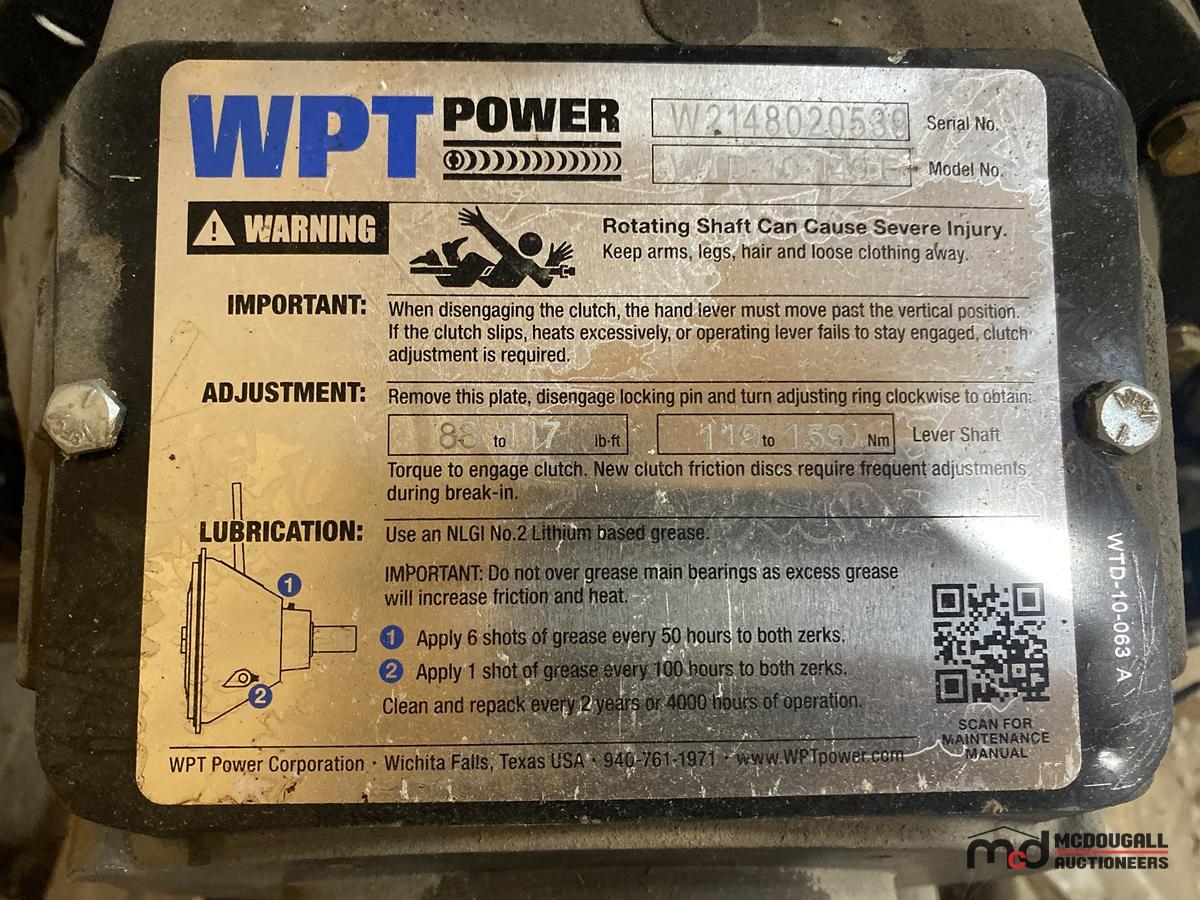 WPT POWER
W2148020539 Serial No.
Model No.
WARNING
Rotating Shaft Can Cause Severe Injury.
Keep arms, legs, hair and loose clothing away.
IMPORTANT: When disengaging the clutch, the hand lever must move past the vertical position.
If the clutch slips, heats excessively, or operating lever fails to stay engaged, clutch
adjustment is required.
ADJUSTMENT: Remove this plate, disengage locking pin and turn adjusting ring clockwise to obtain:
88 to 117 lb-ft 119 to 159 Nm Lever Shaft
Torque to engage clutch. New clutch friction discs require frequent adjustments
during break-in.
LUBRICATION: Use an NLGI No.2 Lithium based grease.
IMPORTANT: Do not over grease main bearings as excess grease
will increase friction and heat.
1 Apply 6 shots of grease every 50 hours to both zerks.
2 Apply 1 shot of grease every 100 hours to both zerks.
Clean and repack every 2 years or 4000 hours of operation.
1
2
SCAN FOR
MAINTENANCE
MANUAL
WPT Power Corporation · Wichita Falls, Texas USA · 940-761-1971 · www.WPTpower.com
WTD-10-063 A
mcd MCDOUGALL
AUCTIONEERS